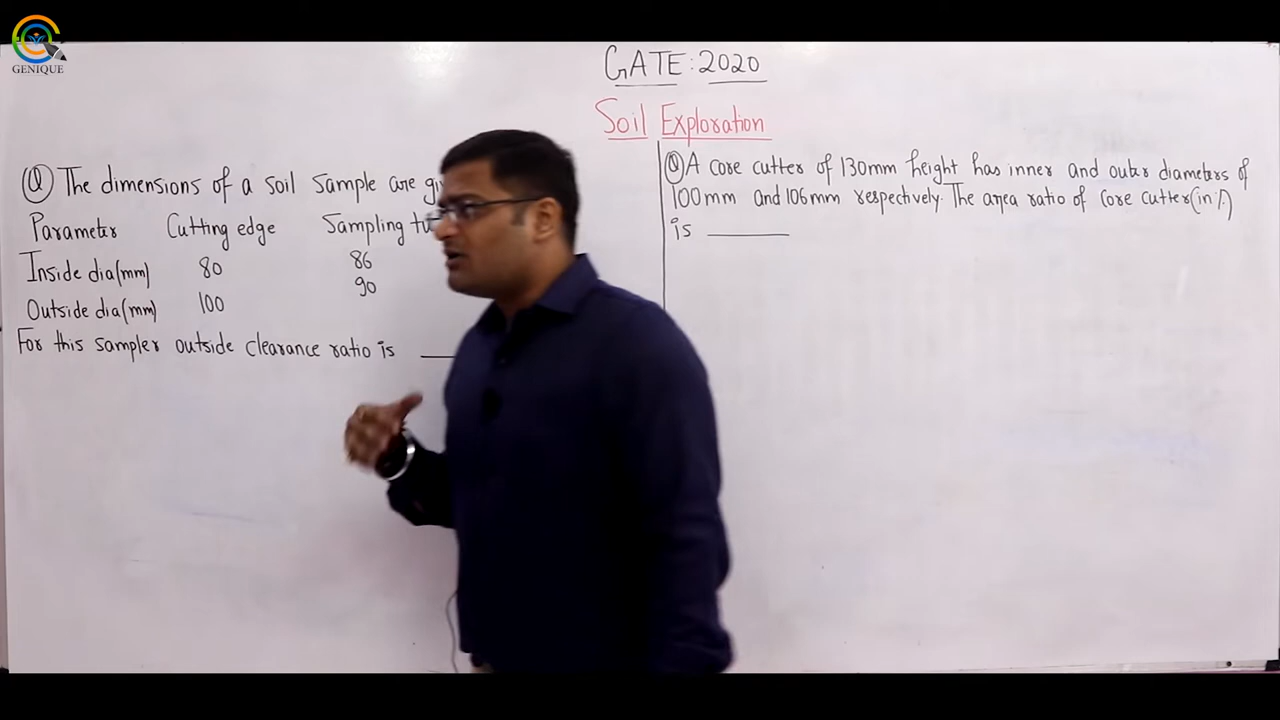 GENIQUE
GATE: 2020
Soil Exploration
Q The dimensions of a soil sample are
Parameter Cutting edge Sampling
Inside dia(mm) 80 86
Outside dia(mm) 100 90
For this sampler outside clearance ratio is ____
Q A core cutter of 130mm height has inner and outer diameters of
100mm and 106mm respectively. The area ratio of core cutter(in %)
is ____